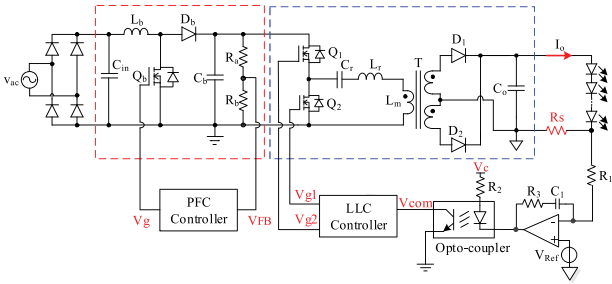 L_b
D_b
Q_b
C_in
C_b
R_a
R_b
v_ac
Q_1
Q_2
C_r
L_r
L_m
T
D_1
D_2
C_o
I_o
Rs
R_1
Vg
PFC
Controller
V_FB
Vg1
Vg2
LLC
Controller
Vcom
Vc
R_2
Opto-coupler
R_3
C_1
-
+
V_Ref